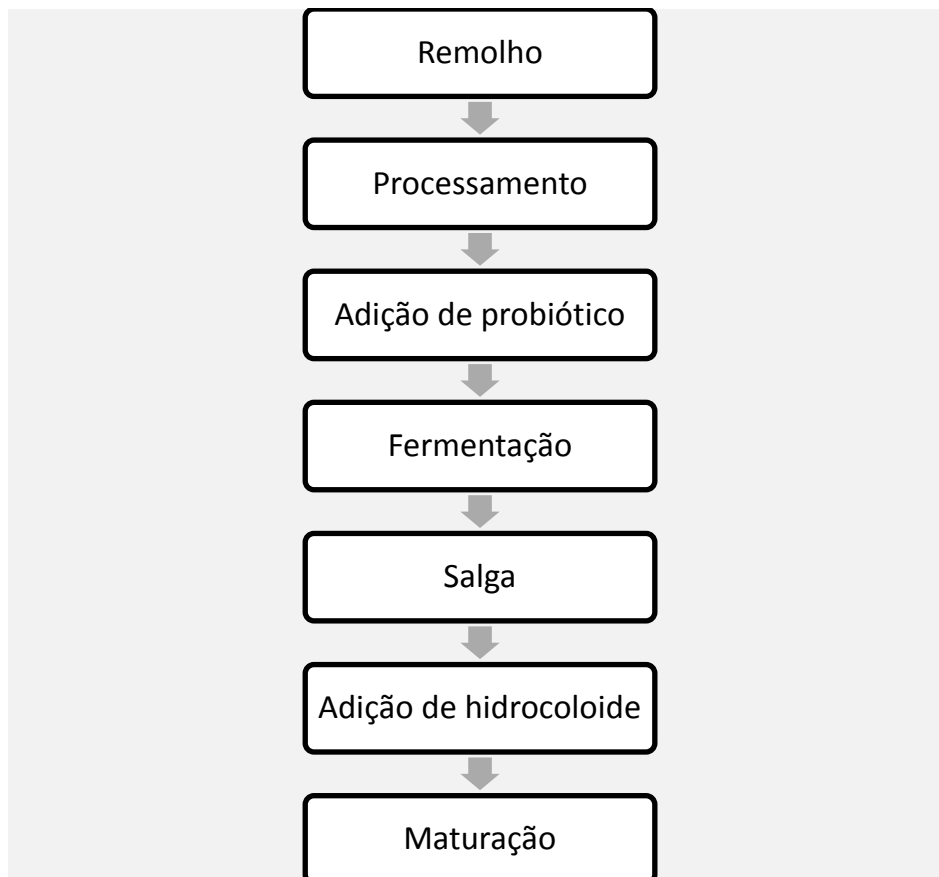 Remolho
Processamento
Adição de probiótico
Fermentação
Salga
Adição de hidrocoloide
Maturação